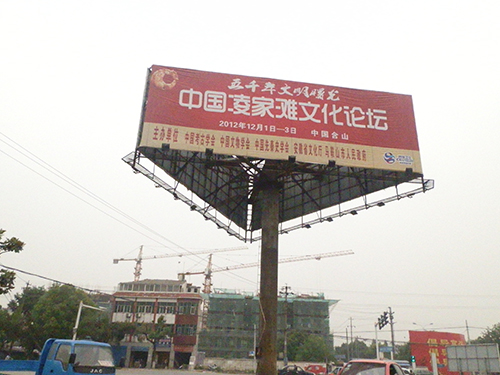 五千年文明曙光
中国凌家滩文化论坛
2012年12月1日—3日 中国含山
主办单位 中国考古学会 中国文物学会 中国先秦史学会 安徽省文化厅 马鞍山市人民政府